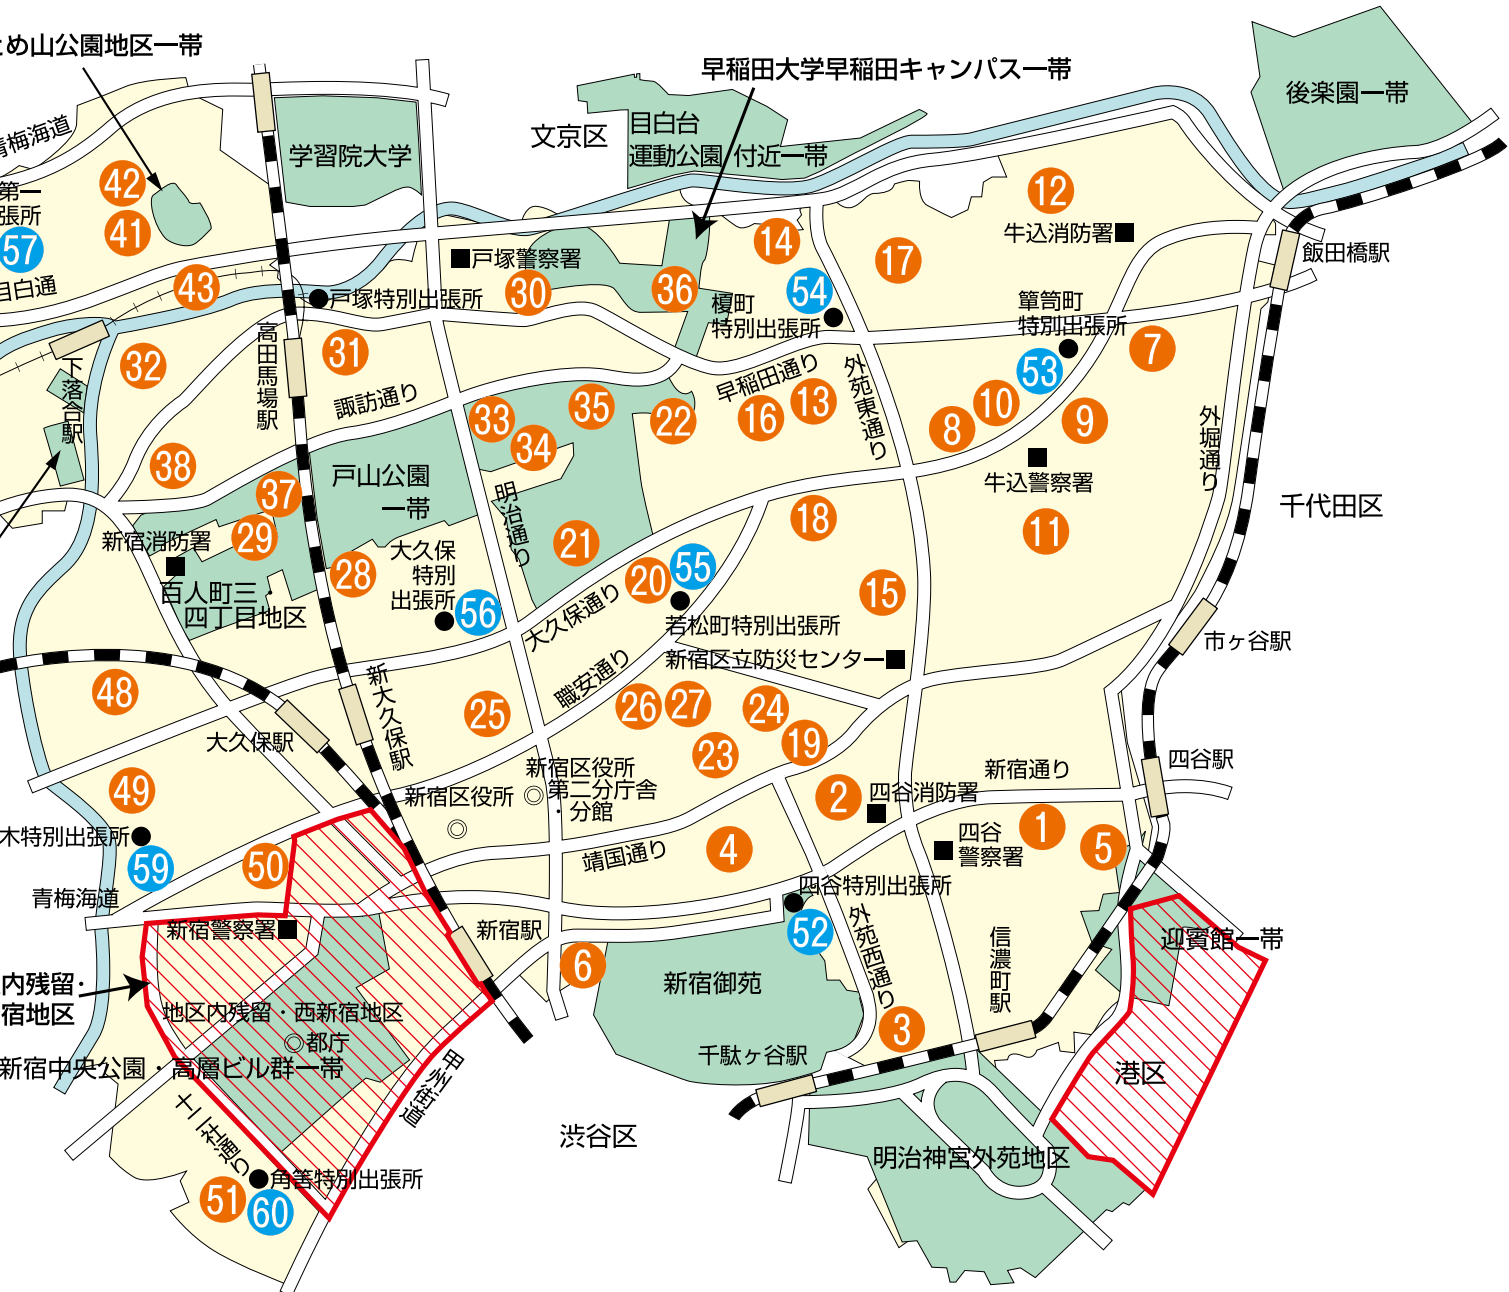 とめ山公園地区一帯
早稲田大学早稲田キャンパス一帯
後楽園一帯
文京区
目白台
運動公園 付近一帯
学習院大学
青梅海道
第一
張所
57
目白通
42
41
43
12
牛込消防署
14
17
54
榎町
特別出張所
戸塚警察署
30
36
戸塚特別出張所
飯田橋駅
箪笥町
特別出張所
53
7
高田馬場駅
31
32
下落合駅
諏訪通り
早稲田通り
外苑東通り
33
35
34
22
16
13
8
10
9
外堀通り
38
37
戸山公園
一帯
明治通り
牛込警察署
千代田区
新宿消防署
29
28
21
18
11
百人町三・
四丁目地区
大久保
特別
出張所
56
20
55
15
大久保通り
若松町特別出張所
新宿区立防災センター
市ヶ谷駅
職安通り
48
新大久保駅
25
26
27
24
大久保駅
23
19
四谷駅
新宿区役所
第二分庁舎
・分館
新宿通り
49
新宿区役所
2
四谷消防署
木特別出張所
59
50
靖国通り
4
四谷
警察署
1
5
青梅海道
四谷特別出張所
52
新宿警察署
新宿駅
外苑西通り
信濃町駅
迎賓館一帯
6
新宿御苑
内残留・
宿地区
地区内残留・西新宿地区
都庁
3
千駄ヶ谷駅
新宿中央公園・高層ビル群一帯
甲州街道
港区
十二社通り
渋谷区
明治神宮外苑地区
角筈特別出張所
51
60